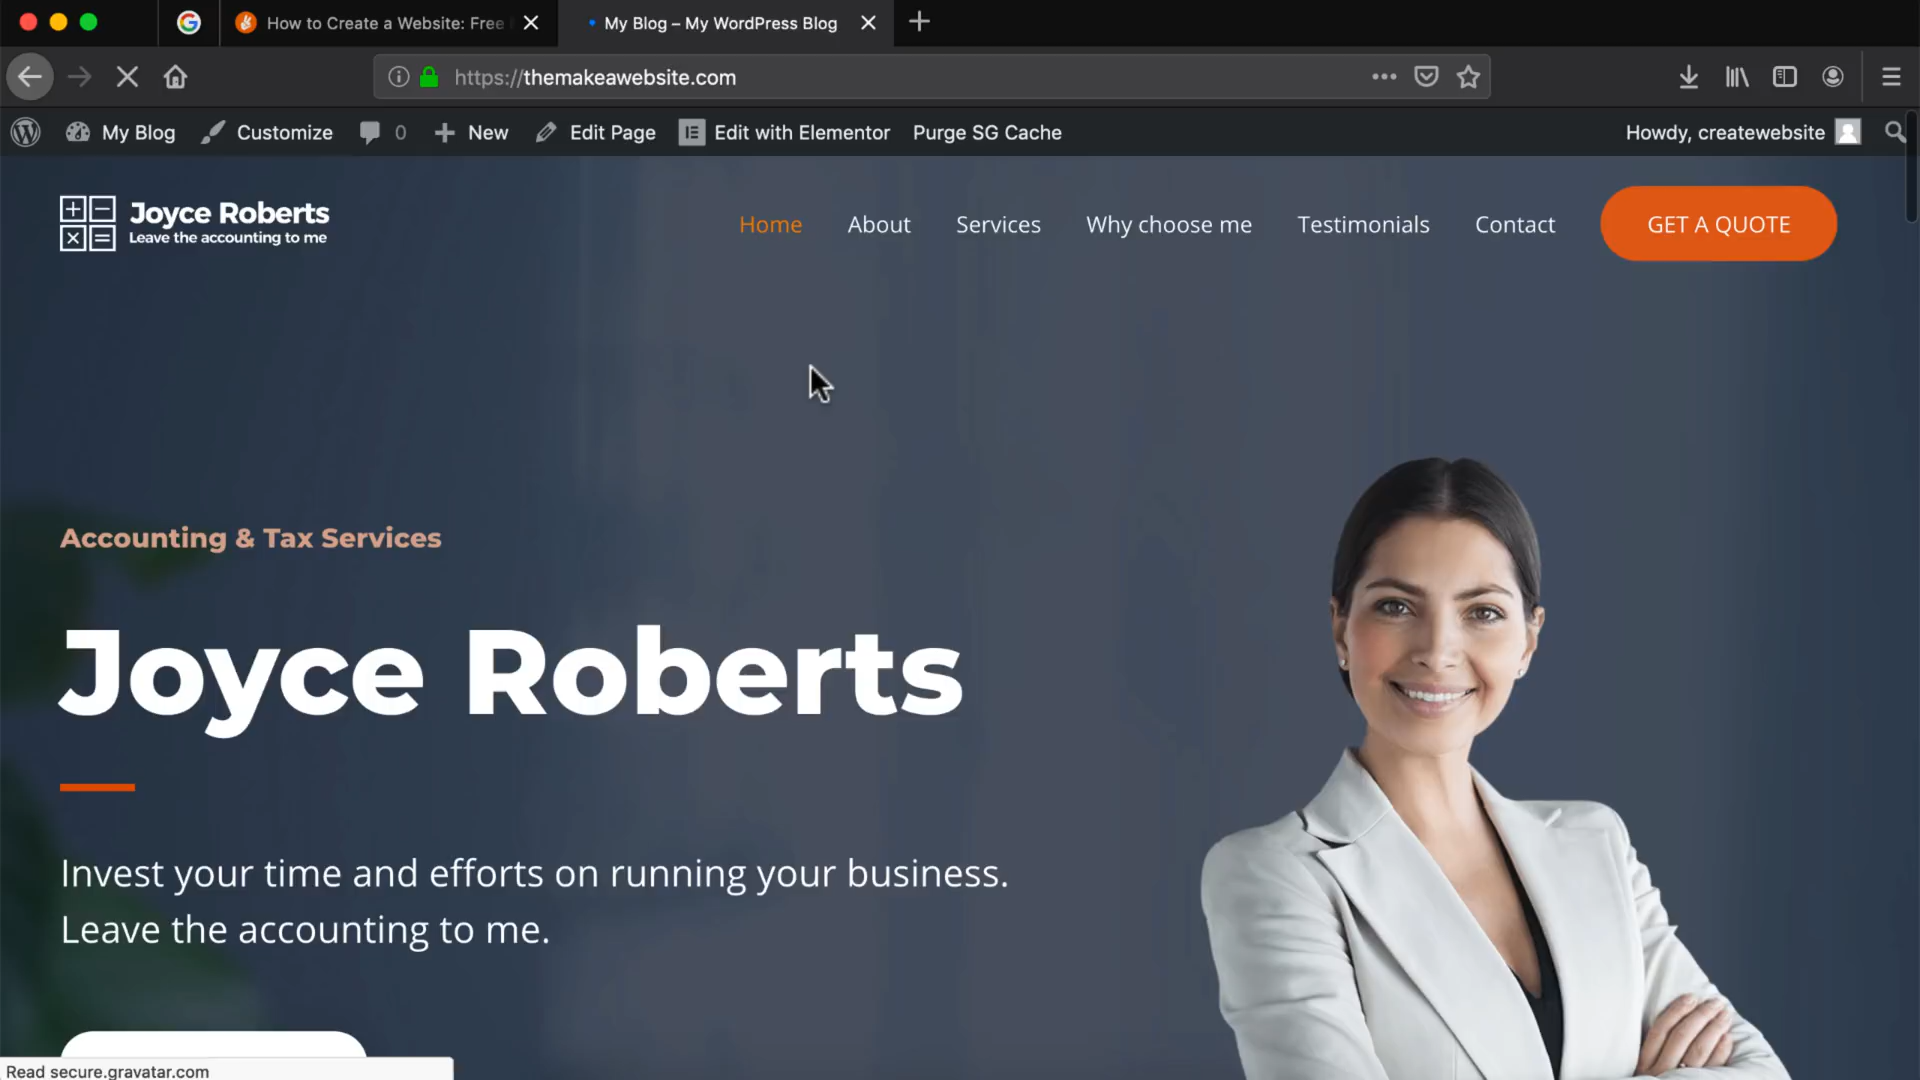 How to Create a Website: Free
My Blog – My WordPress Blog
https://themakeawebsite.com
My Blog
Customize
0
New
Edit Page
Edit with Elementor
Purge SG Cache
Howdy, createwebsite
Joyce Roberts
Leave the accounting to me
Home
About
Services
Why choose me
Testimonials
Contact
GET A QUOTE
Accounting & Tax Services
Joyce Roberts
Invest your time and efforts on running your business.
Leave the accounting to me.
Read secure.gravatar.com